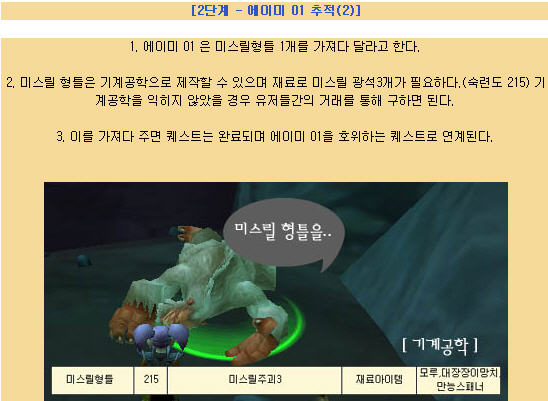 [2단계 - 에이미 01 추적(2)]
1. 에이미 01 은 미스릴형틀 1개를 가져다 달라고 한다.
2. 미스릴 형틀은 기계공학으로 제작할 수 있으며 재료로 미스릴 광석3개가 필요하다.(숙련도 215) 기
계공학을 익히지 않았을 경우 유저들간의 거래를 통해 구하면 된다.
3. 이를 가져다 주면 퀘스트는 완료되며 에이미 01을 호위하는 퀘스트로 연계된다.
미스릴 형틀을..
[ 기계공학 ]
미스릴형틀 215 미스릴주괴3 재료아이템 모루,대장장이망치,
만능스패너